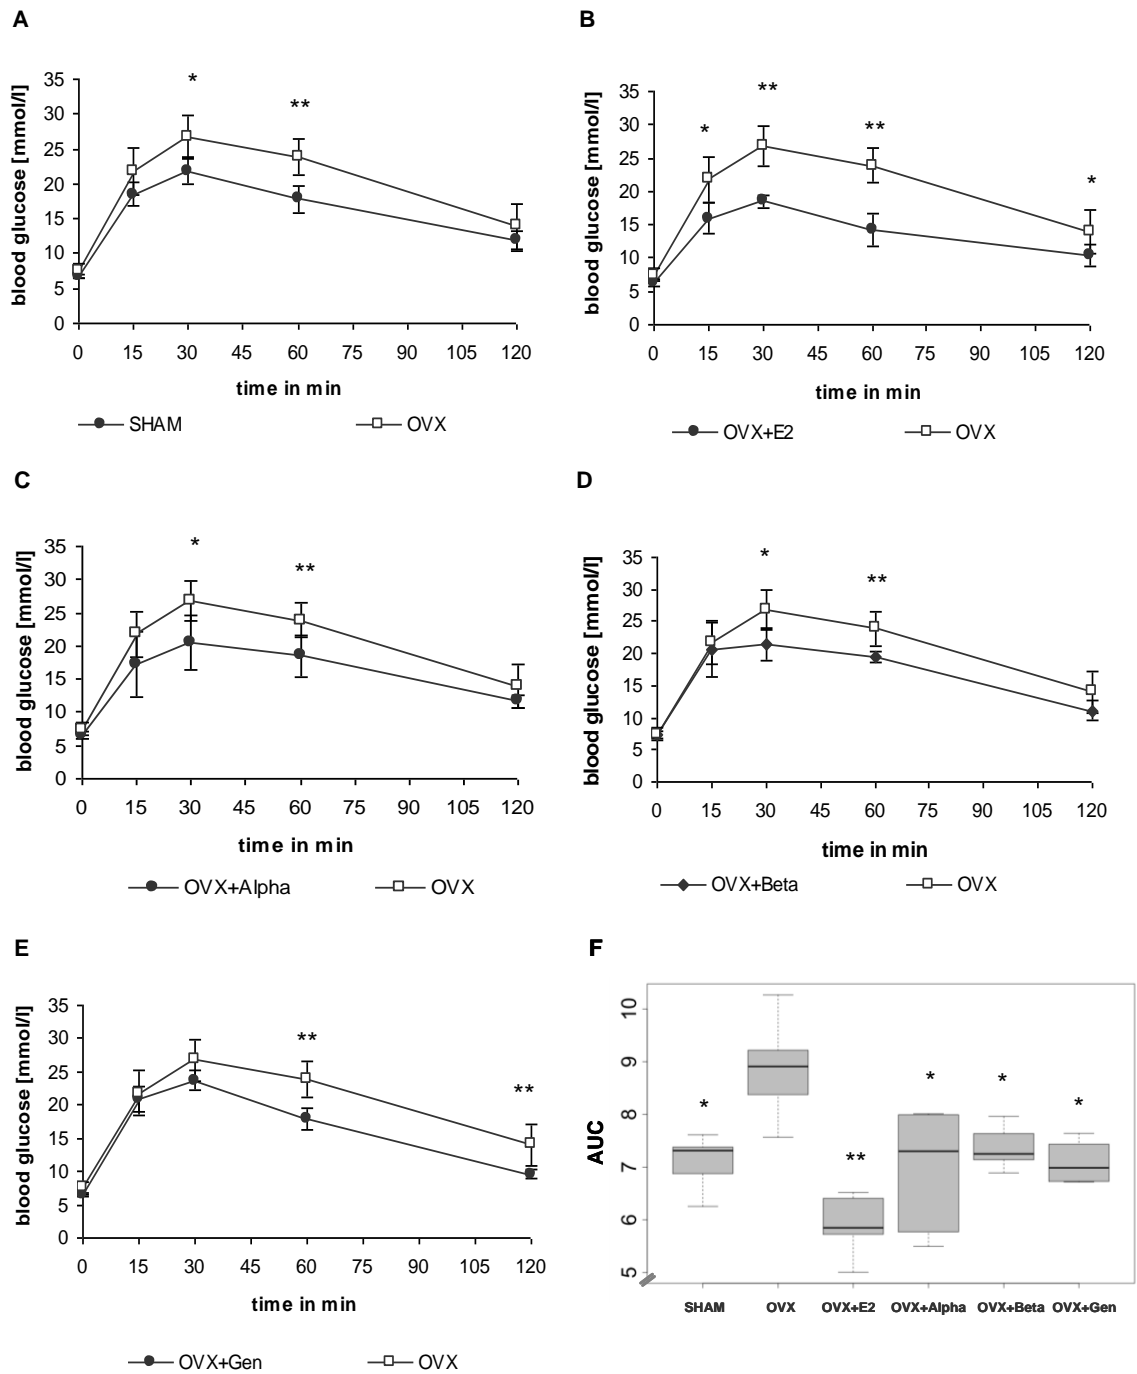 A
B
*
**
35
30
25
20
15
10
5
0
blood glucose [mmol/l]
0 15 30 45 60 75 90 105 120
time in min
SHAM OVX
*
**
**
*
35
30
25
20
15
10
5
0
blood glucose [mmol/l]
0 15 30 45 60 75 90 105 120
time in min
OVX+E2 OVX
C
D
*
**
35
30
25
20
15
10
5
0
blood glucose [mmol/l]
0 15 30 45 60 75 90 105 120
time in min
OVX+Alpha OVX
*
**
35
30
25
20
15
10
5
0
blood glucose [mmol/l]
0 15 30 45 60 75 90 105 120
time in min
OVX+Beta OVX
E
F
**
**
35
30
25
20
15
10
5
0
blood glucose [mmol/l]
0 15 30 45 60 75 90 105 120
time in min
OVX+Gen OVX
10
9
8
7
6
5
AUC
*
**
*
*
*
SHAM OVX OVX+E2 OVX+Alpha OVX+Beta OVX+Gen